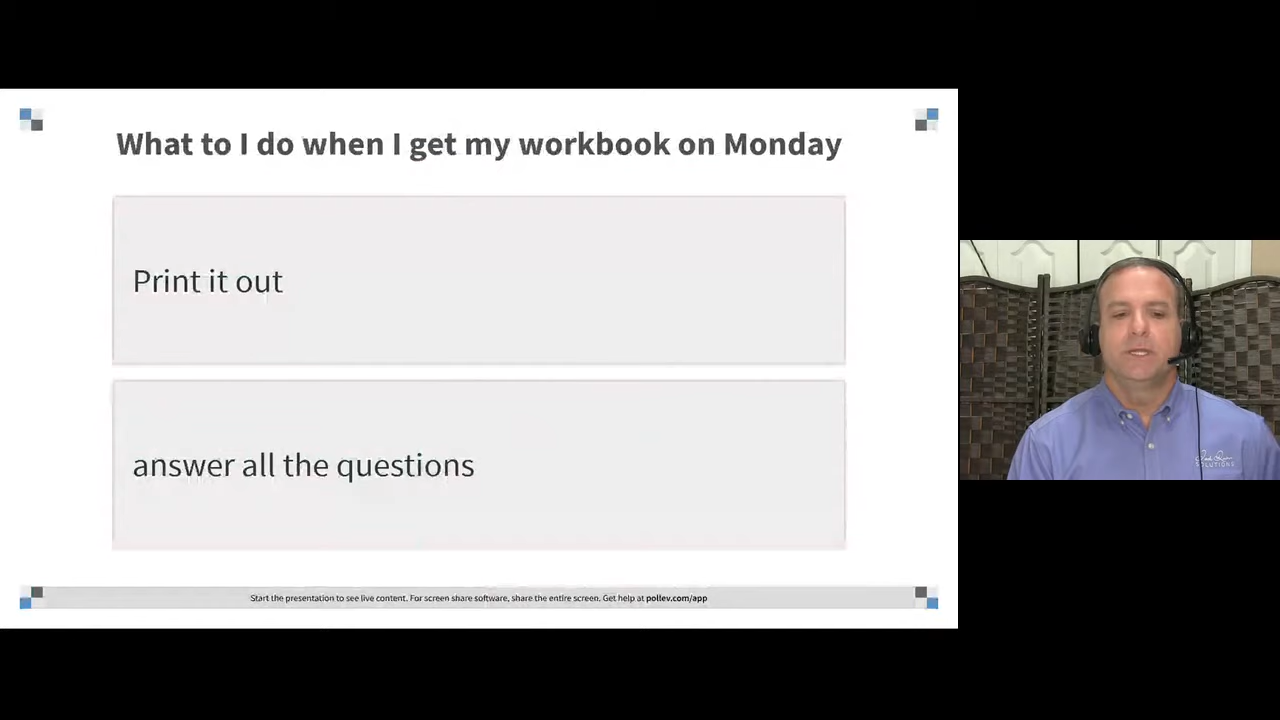 What to I do when I get my workbook on Monday
Print it out
answer all the questions
Start the presentation to see live content. For screen share software, share the entire screen. Get help at pollev.com/app
SOLUTIONS